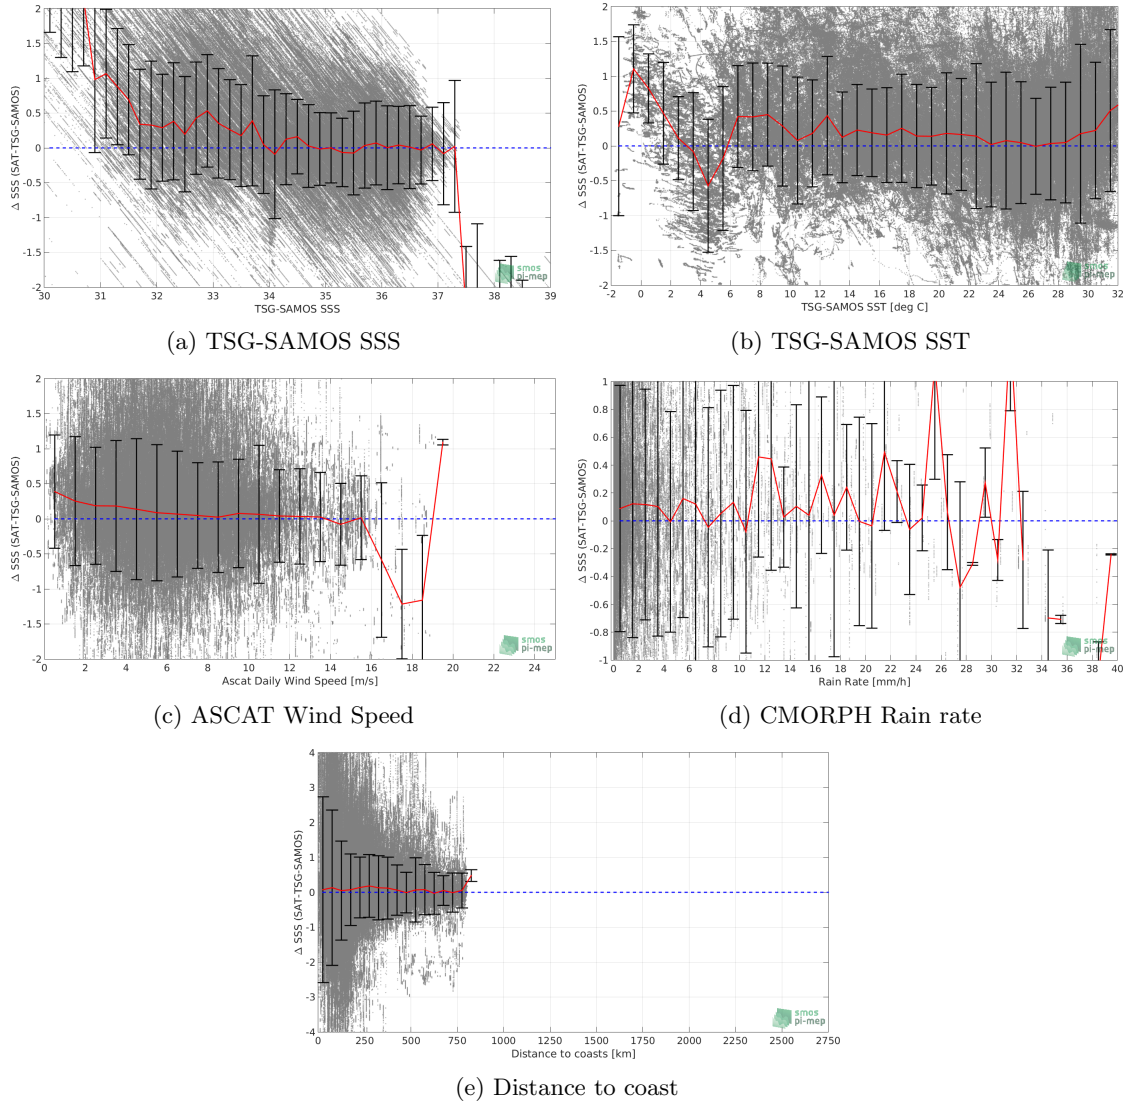 2
1.5
1
0.5
0
-0.5
-1
-1.5
-2
Δ SSS (SAT-TSG-SAMOS)
30 31 32 33 34 35 36 37 38 39
TSG-SAMOS SSS
smos
pi-mep
(a) TSG-SAMOS SSS
2
1.5
1
0.5
0
-0.5
-1
-1.5
-2
Δ SSS (SAT-TSG-SAMOS)
-2 0 2 4 6 8 10 12 14 16 18 20 22 24 26 28 30 32
TSG-SAMOS SST [deg C]
smos
pi-mep
(b) TSG-SAMOS SST
2
1.5
1
0.5
0
-0.5
-1
-1.5
-2
Δ SSS (SAT-TSG-SAMOS)
0 2 4 6 8 10 12 14 16 18 20 22 24
Ascat Daily Wind Speed [m/s]
smos
pi-mep
(c) ASCAT Wind Speed
1
0.8
0.6
0.4
0.2
0
-0.2
-0.4
-0.6
-0.8
-1
Δ SSS (SAT-TSG-SAMOS)
0 2 4 6 8 10 12 14 16 18 20 22 24 26 28 30 32 34 36 38 40
Rain Rate [mm/h]
smos
pi-mep
(d) CMORPH Rain rate
4
3
2
1
0
-1
-2
-3
-4
Δ SSS (SAT-TSG-SAMOS)
0 250 500 750 1000 1250 1500 1750 2000 2250 2500 2750
Distance to coasts [km]
smos
pi-mep
(e) Distance to coast